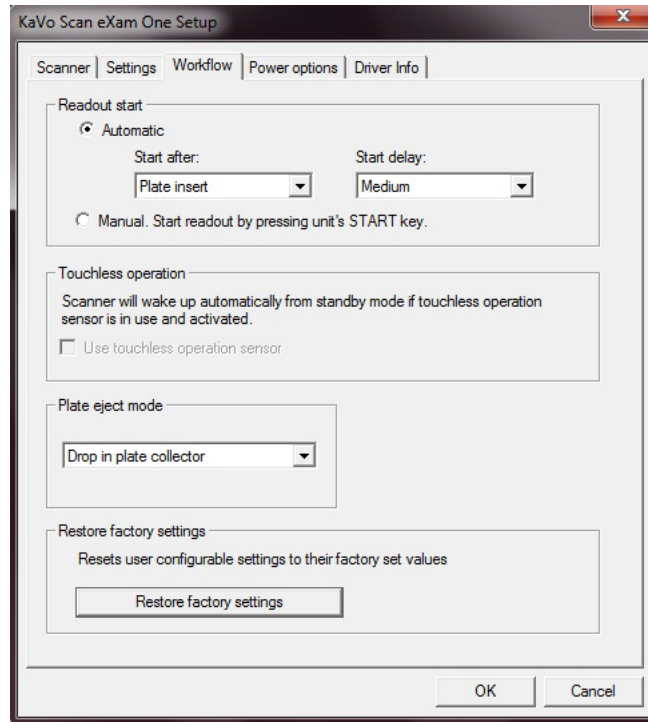 KaVo Scan eXam One Setup
Scanner Settings Workflow Power options Driver Info
Readout start
Automatic
Start after: Start delay:
Plate insert Medium
Manual. Start readout by pressing unit's START key.
Touchless operation
Scanner will wake up automatically from standby mode if touchless operation
sensor is in use and activated.
Use touchless operation sensor
Plate eject mode
Drop in plate collector
Restore factory settings
Resets user configurable settings to their factory set values
Restore factory settings
OK Cancel